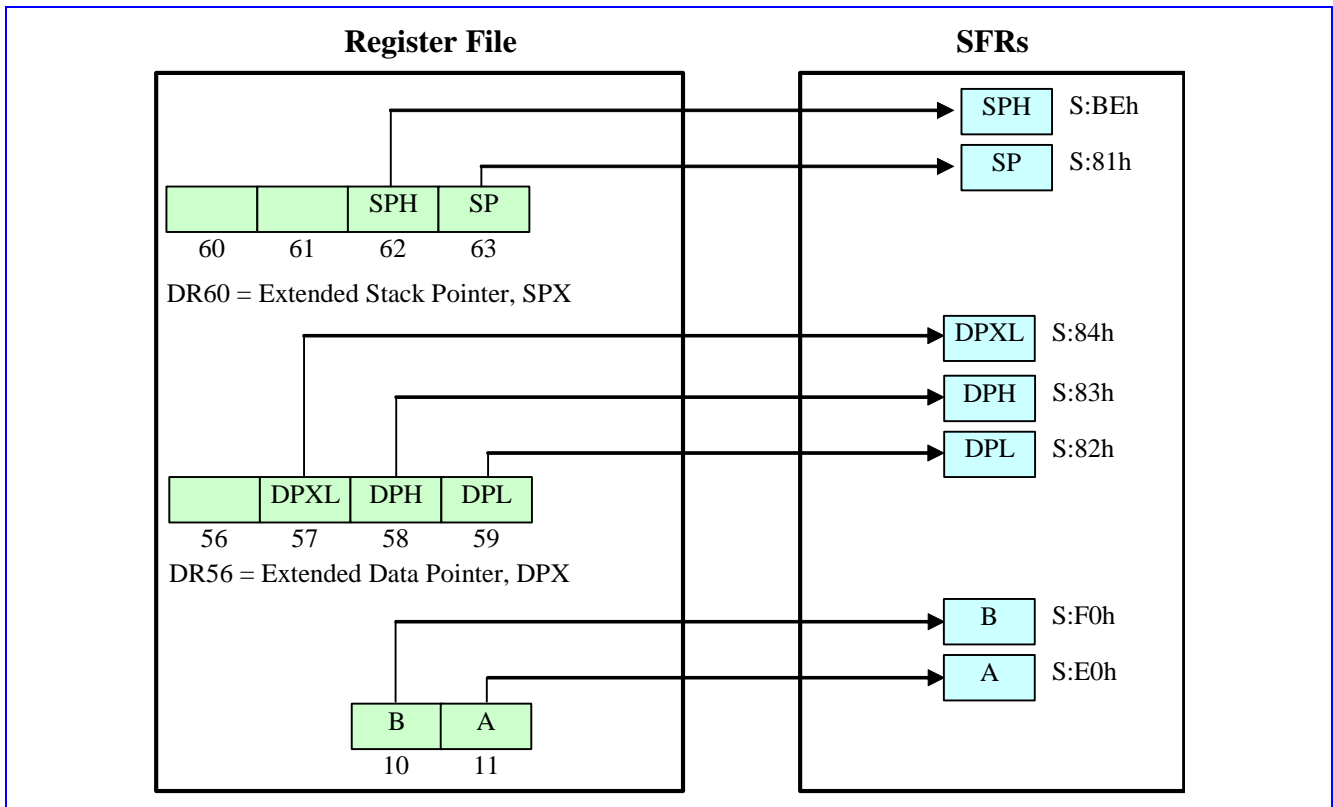 Register File
SFRs
SPH S:BEh
SP S:81h
SPH SP
60 61 62 63
DR60 = Extended Stack Pointer, SPX
DPXL S:84h
DPH S:83h
DPL S:82h
DPXL DPH DPL
56 57 58 59
DR56 = Extended Data Pointer, DPX
B S:F0h
A S:E0h
B A
10 11